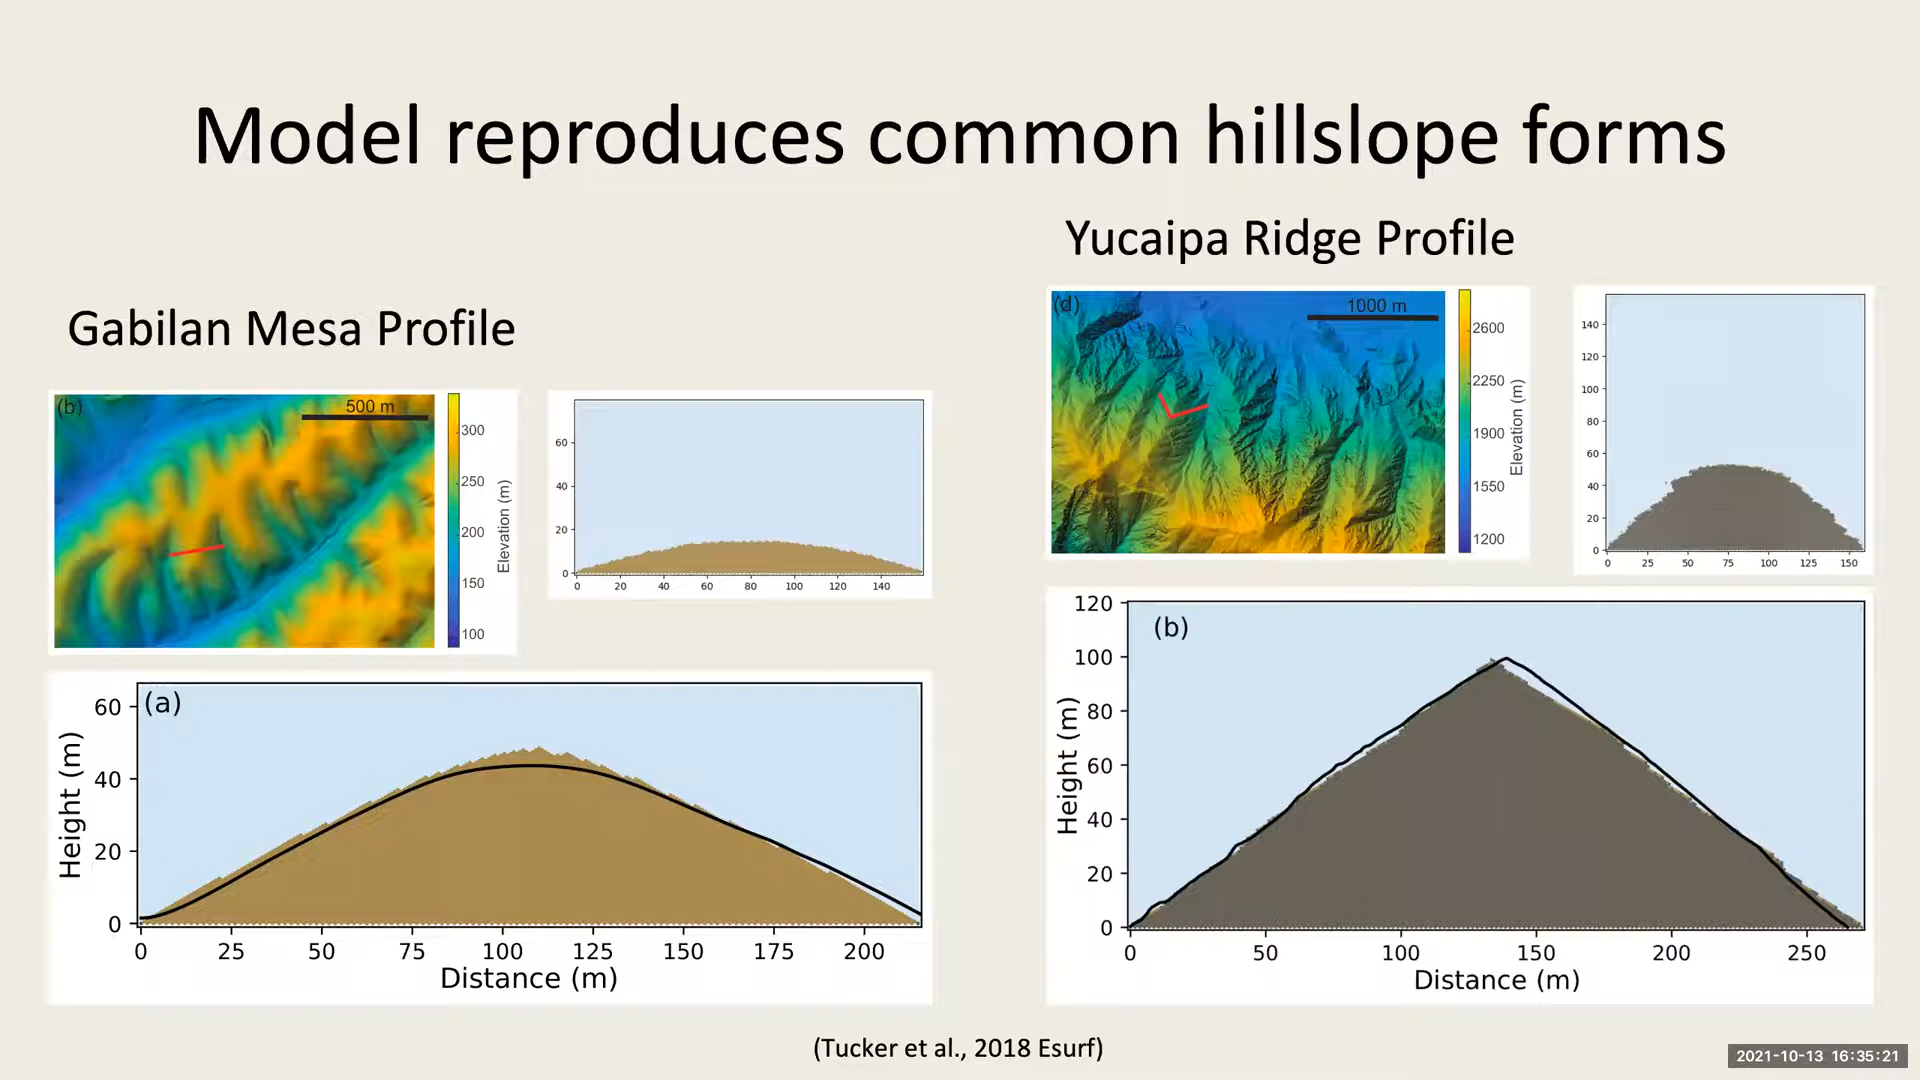 Model reproduces common hillslope forms
Yucaipa Ridge Profile
Gabilan Mesa Profile
(b)
500 m
300
250
200
150
100
Elevation (m)
60
40
20
0
0 20 40 60 80 100 120 140
(d)
1000 m
2600
2250
1900
1550
1200
Elevation (m)
140
120
100
80
60
40
20
0
0 25 50 75 100 125 150
(a)
60
40
20
0
Height (m)
0 25 50 75 100 125 150 175 200
Distance (m)
(b)
120
100
80
60
40
20
0
Height (m)
0 50 100 150 200 250
Distance (m)
(Tucker et al., 2018 Esurf)
2021-10-13 16:35:21